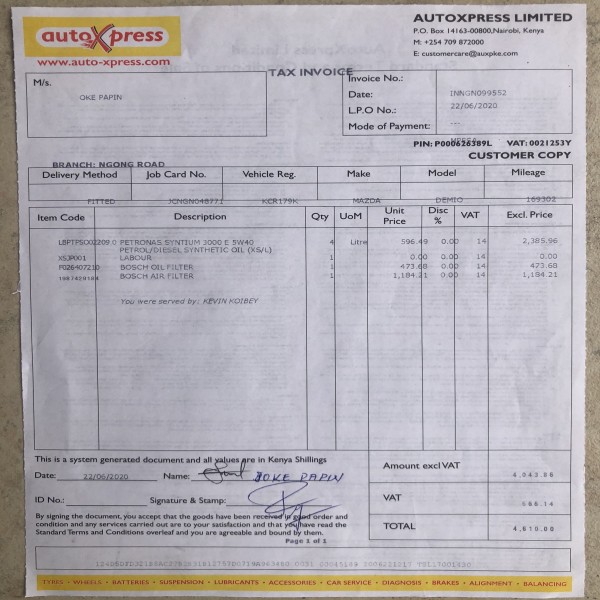 autoXpress
www.auto-xpress.com
AUTOXPRESS LIMITED
P.O. Box 14163-00800,Nairobi, Kenya
M: +254 709 872000
E: customercare@auxpke.com
TAX INVOICE
M/s.
OKE PAPIN
Invoice No.:
INNGN099552
Date:
22/06/2020
L.P.O No.:
Mode of Payment:
PIN: P000626389L VAT: 0021253Y
CUSTOMER COPY
BRANCH: NGONG ROAD
Delivery Method Job Card No. Vehicle Reg. Make Model Mileage
FITTED JCNGN048771 KCR179K MAZDA DEMIO 169302
Item Code Description Qty UoM Unit Price Disc % VAT Excl. Price
PETRONAS SYNTIUM 3000 E 5W40 4 Litre 596.49 0.00 14 2,385.96
PETROL/DIESEL SYNTHETIC OIL (XS/L)
XSJP001 LABOUR 1 0.00 0.00 14 0.00
F026407210 BOSCH OIL FILTER 1 473.68 0.00 14 473.68
1987429184 BOSCH AIR FILTER 1 1,184.21 0.00 14 1,184.21
You were served by: KEVIN KOIBEY
This is a system generated document and all values are in Kenya Shillings
Date: 22/06/2020 Name: JOKE PAPIN
ID No.: Signature & Stamp:
By signing the document, you accept that the goods have been received in good order and
condition and any services carried out are to your satisfaction and that you have read the
Standard Terms and Conditions overleaf and you are agreeable and bound by them.
Page 1 of 1
Amount excl VAT 4,043.86
VAT 566.14
TOTAL 4,610.00
TYRES • WHEELS • BATTERIES • SUSPENSION • LUBRICANTS • ACCESSORIES • CAR SERVICE • DIAGNOSIS • BRAKES • ALIGNMENT • BALANCING